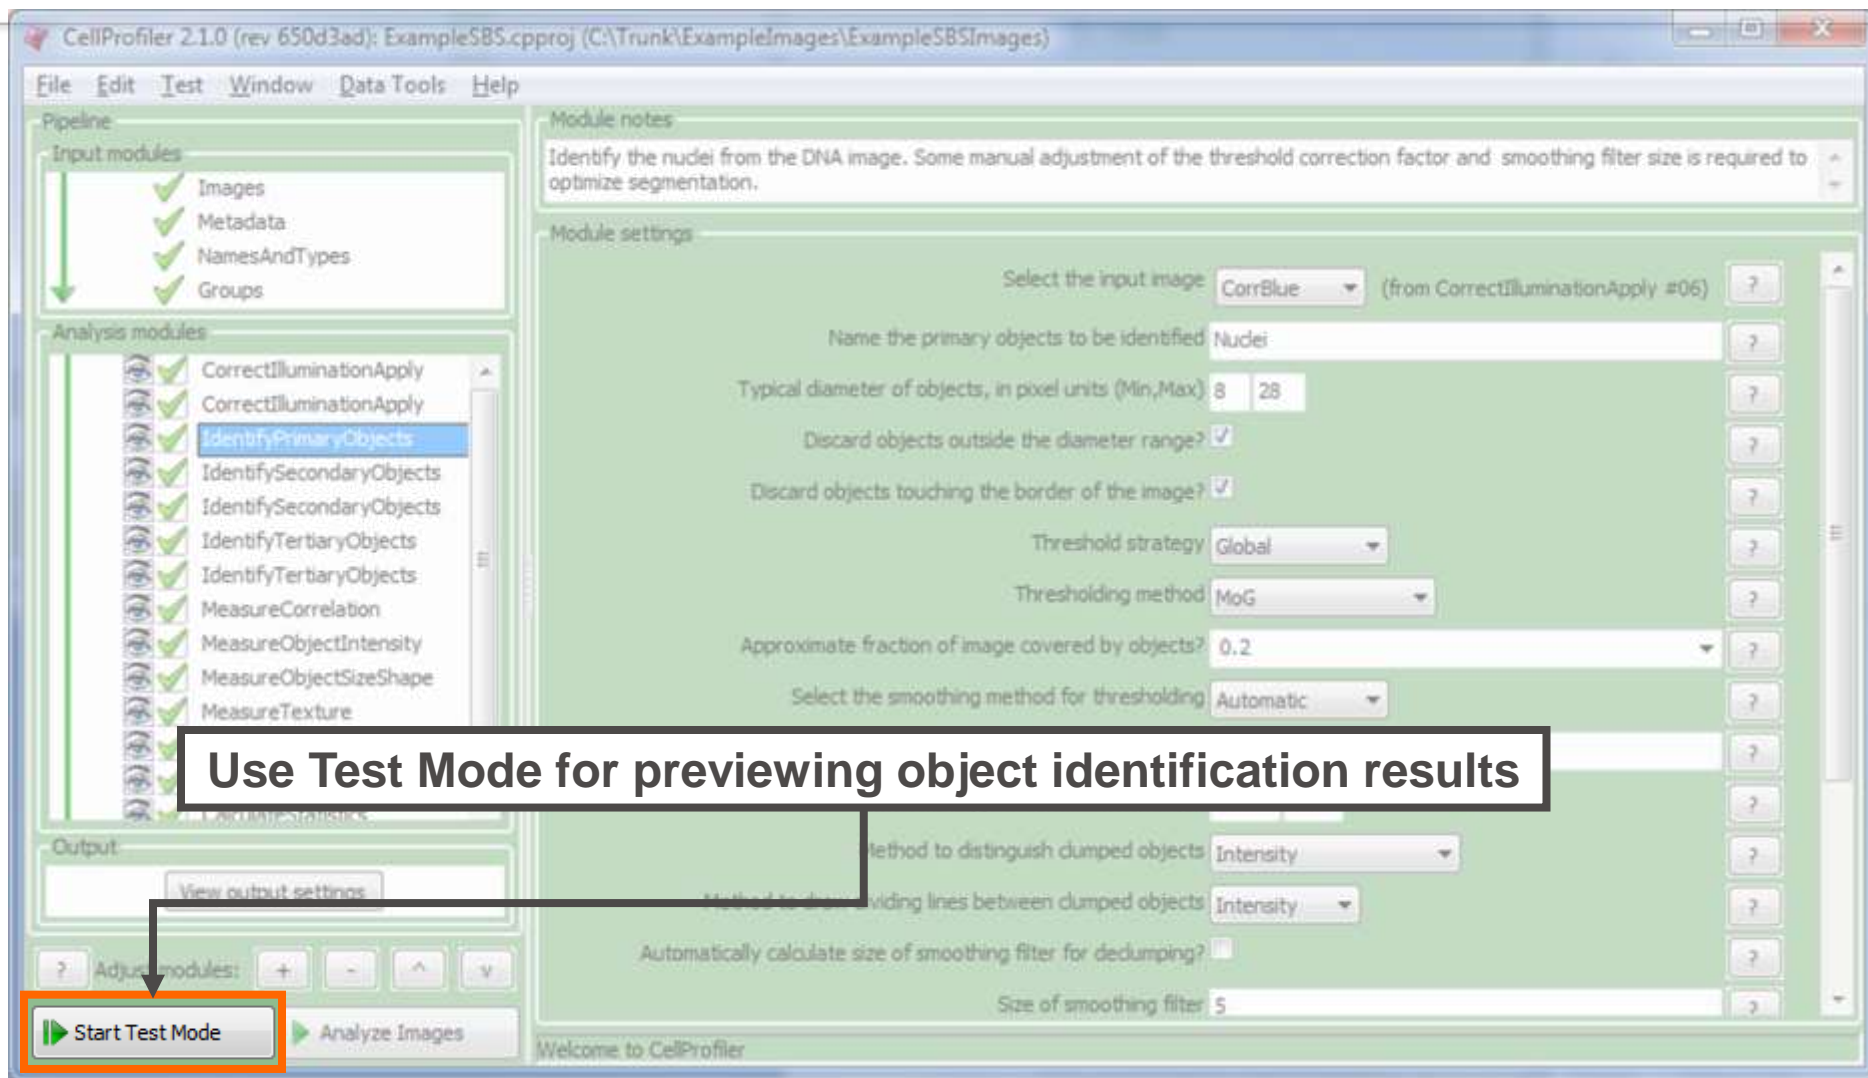 CellProfiler 2.1.0 (rev 650d3ad): ExampleSBS.cpproj (C:\Trunk\ExampleImages\ExampleSBSImages)
File Edit Test Window Data Tools Help
Pipeline
Input modules
Images
Metadata
NamesAndTypes
Groups
Analysis modules
CorrectIlluminationApply
CorrectIlluminationApply
IdentifyPrimaryObjects
IdentifySecondaryObjects
IdentifySecondaryObjects
IdentifyTertiaryObjects
IdentifyTertiaryObjects
MeasureCorrelation
MeasureObjectIntensity
MeasureObjectSizeShape
MeasureTexture
CalculateStatistics
Output
View output settings
? Adjust modules: + - ^ v
Start Test Mode
Analyze Images
Module notes
Identify the nuclei from the DNA image. Some manual adjustment of the threshold correction factor and smoothing filter size is required to
optimize segmentation.
Module settings
Select the input image CorrBlue (from CorrectIlluminationApply #06) ?
Name the primary objects to be identified Nuclei ?
Typical diameter of objects, in pixel units (Min,Max) 8 28 ?
Discard objects outside the diameter range? ?
Discard objects touching the border of the image? ?
Threshold strategy Global ?
Thresholding method MoG ?
Approximate fraction of image covered by objects? 0.2 ?
Select the smoothing method for thresholding Automatic ?
?
Use Test Mode for previewing object identification results
?
Method to distinguish clumped objects Intensity ?
Method to draw dividing lines between clumped objects Intensity ?
Automatically calculate size of smoothing filter for declumping? ?
Size of smoothing filter 5 ?
Welcome to CellProfiler